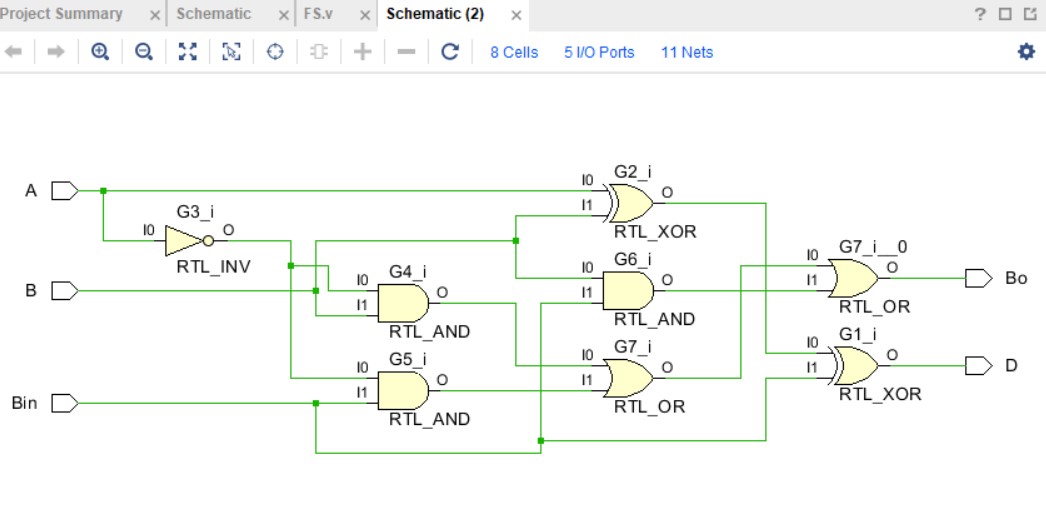 Project Summary × Schematic × FS.v × Schematic (2) × ?
8 Cells 5 I/O Ports 11 Nets
A
I0 G3_i O
RTL_INV
B
I0 G4_i O
I1
RTL_AND
Bin
I0 G5_i O
I1
RTL_AND
I0 G2_i O
I1
RTL_XOR
I0 G6_i O
I1
RTL_AND
I0 G7_i O
I1
RTL_OR
I0 G7_i__0 O
I1
RTL_OR
Bo
I0 G1_i O
I1
RTL_XOR
D